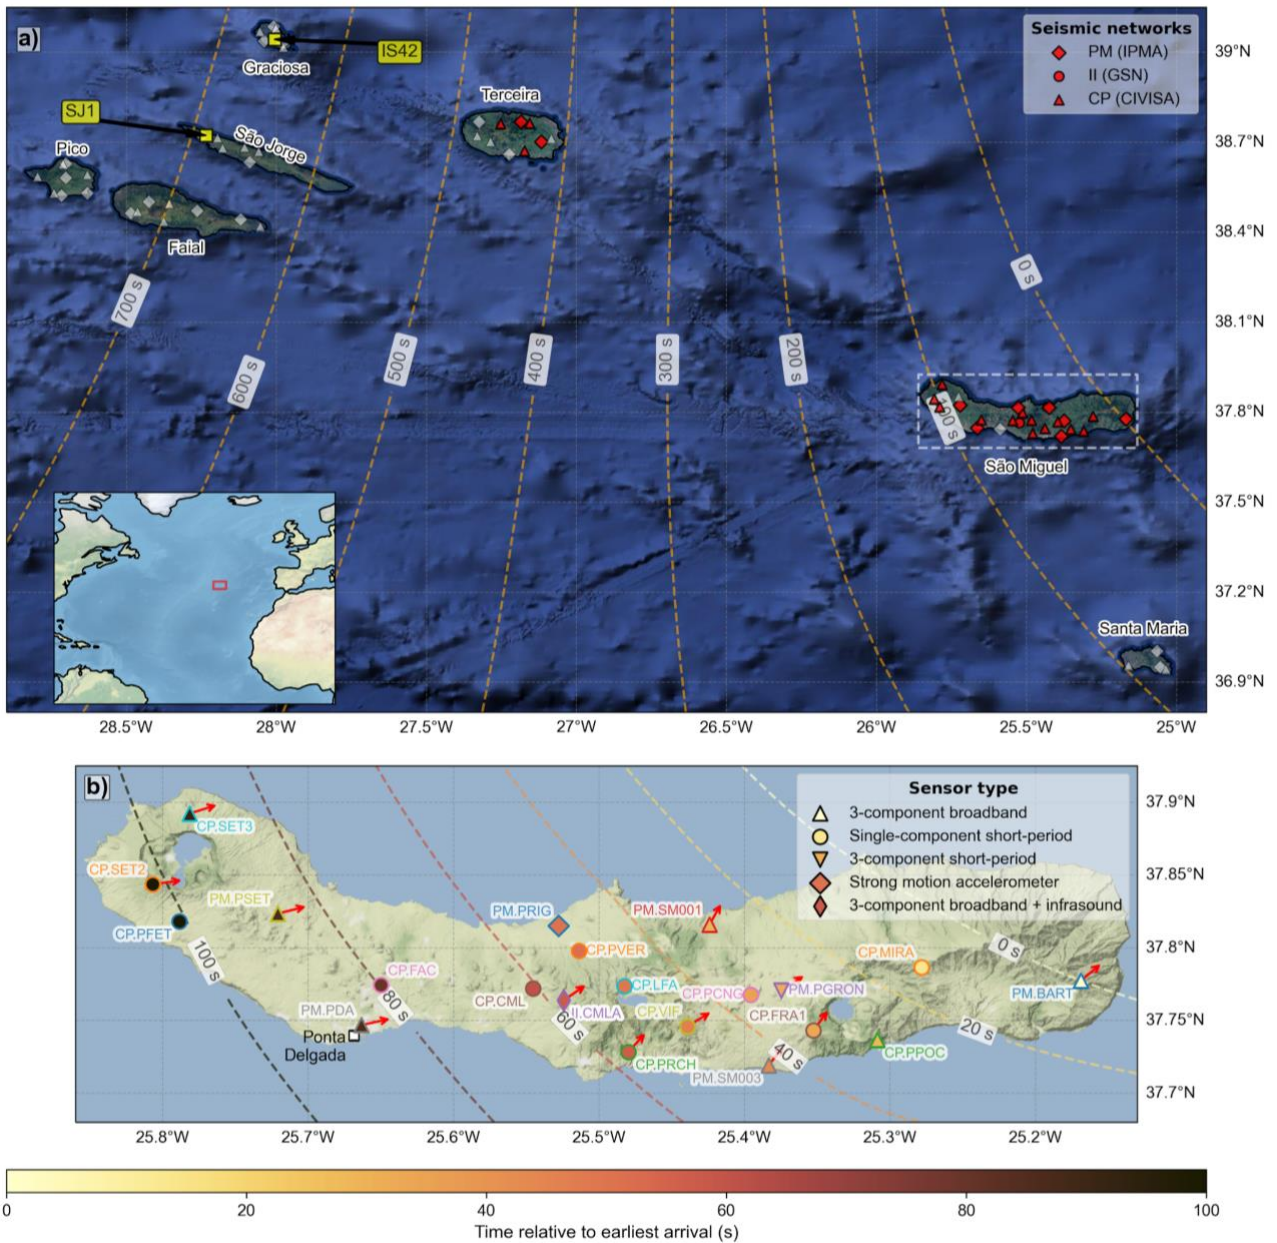 a)
Seismic networks
PM (IPMA)
II (GSN)
CP (CIVISA)
IS42
Graciosa
SJ1
São Jorge
Terceira
Pico
Faial
700 s
600 s
500 s
400 s
300 s
200 s
100 s
0 s
São Miguel
Santa Maria
39°N
38.7°N
38.4°N
38.1°N
37.8°N
37.5°N
37.2°N
36.9°N
28.5°W
28°W
27.5°W
27°W
26.5°W
26°W
25.5°W
25°W
b)
Sensor type
3-component broadband
Single-component short-period
3-component short-period
Strong motion accelerometer
3-component broadband + infrasound
CP.SET3
CP.SET2
PM.PSET
CP.PFET
100 s
CP.FAC
80 s
PM.PDA
Ponta
Delgada
PM.PRIG
CP.PVER
CP.CML
II.CMLA
60 s
CP.LFA
CP.VIF
CP.PRCH
PM.SM001
CP.PCNG
PM.PGRON
CP.FRA1
40 s
PM.SM003
CP.MIRA
CP.PPOC
20 s
0 s
PM.BART
37.9°N
37.85°N
37.8°N
37.75°N
37.7°N
25.8°W
25.7°W
25.6°W
25.5°W
25.4°W
25.3°W
25.2°W
0
20
40
60
80
100
Time relative to earliest arrival (s)